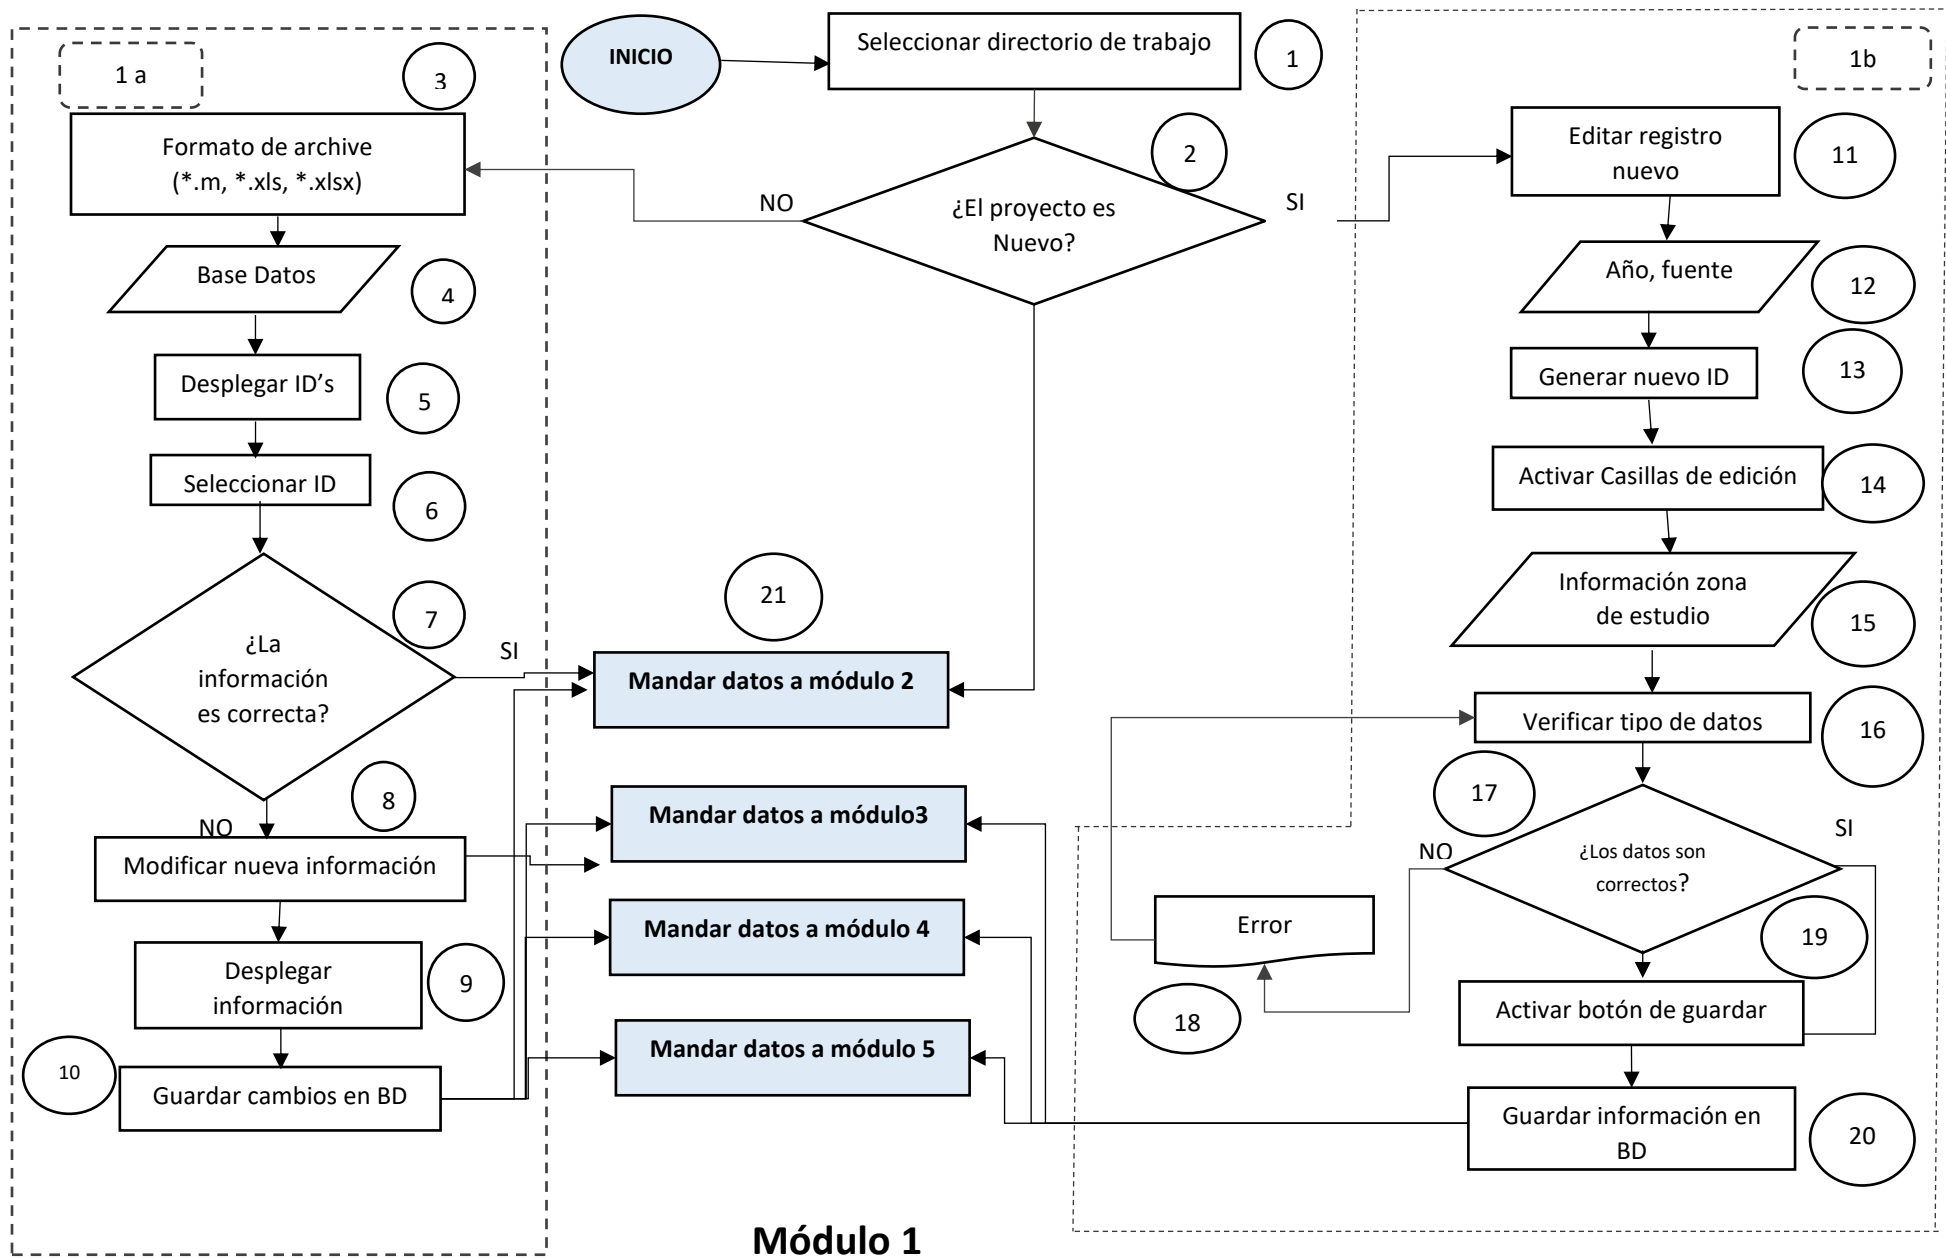 INICIO
Seleccionar directorio de trabajo
1
2
¿El proyecto es
Nuevo?
NO
SI
1 a
3
Formato de archive
(*.m, *.xls, *.xlsx)
Base Datos
4
Desplegar ID’s
5
Seleccionar ID
6
7
¿La
información
es correcta?
SI
NO
8
Modificar nueva información
Desplegar
información
9
10
Guardar cambios en BD
21
Mandar datos a módulo 2
Mandar datos a módulo3
Mandar datos a módulo 4
Mandar datos a módulo 5
1b
Editar registro
nuevo
11
Año, fuente
12
Generar nuevo ID
13
Activar Casillas de edición
14
Información zona
de estudio
15
Verificar tipo de datos
16
17
¿Los datos son
correctos?
NO
SI
Error
18
19
Activar botón de guardar
Guardar información en
BD
20
Módulo 1